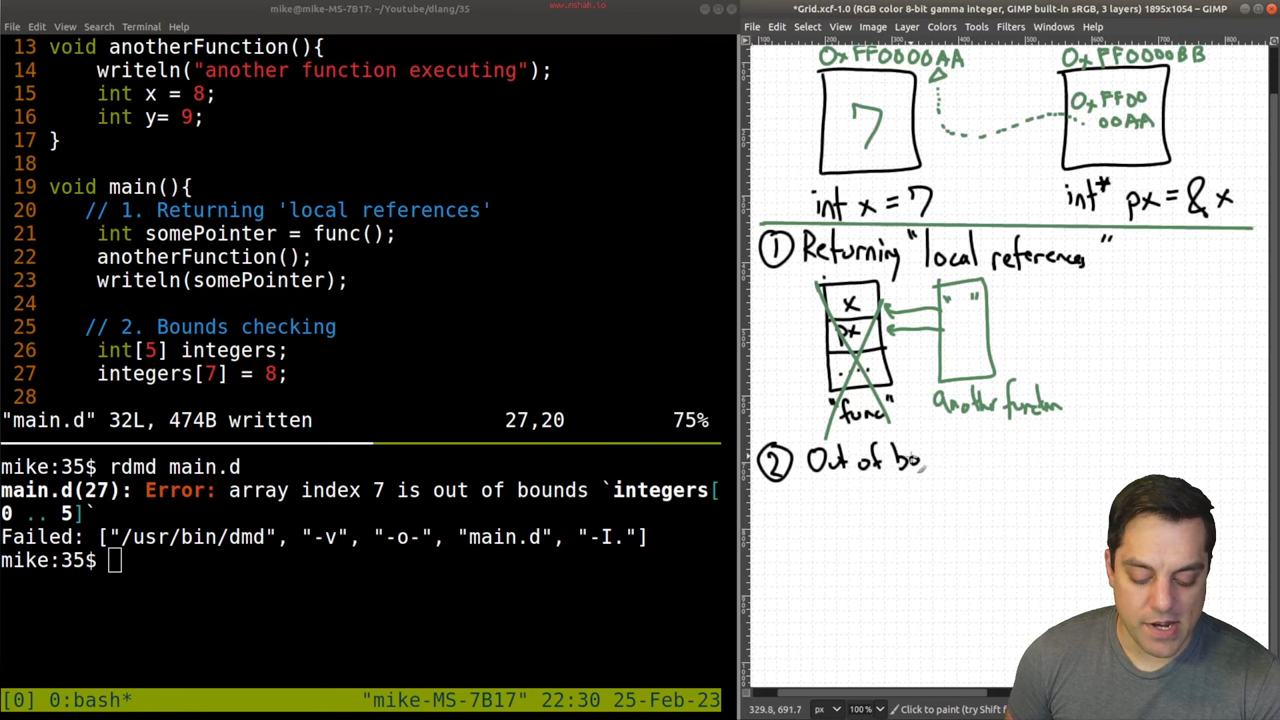 mike@mike-MS-7B17: ~/Youtube/dlang/35
www.mshah.io
File Edit View Search Terminal Help
13 void anotherFunction(){
14     writeln("another function executing");
15     int x = 8;
16     int y= 9;
17 }
18
19 void main(){
20    // 1. Returning 'local references'
21     int somePointer = func();
22     anotherFunction();
23     writeln(somePointer);
24
25    // 2. Bounds checking
26     int[5] integers;
27     integers[7] = 8;
28
"main.d" 32L, 474B written 27,20 75%
mike:35$ rdmd main.d
main.d(27): Error: array index 7 is out of bounds `integers[
0 .. 5]`
Failed: ["/usr/bin/dmd", "-v", "-o-", "main.d", "-I."]
mike:35$
[0] 0:bash* "mike-MS-7B17" 22:30 25-Feb-23
*Grid.xcf-1.0 (RGB color 8-bit gamma integer, GIMP built-in sRGB, 3 layers) 1895x1054 – GIMP
File Edit Select View Image Layer Colors Tools Filters Windows Help
0xFF0000AA 0xFF0000BB
7 0xFF00
00AA
int x = 7 int* px = & x
1 Returning "local references"
x " "
px
...
"func" another function
2 Out of bo
329.8, 691.7 px 100% Click to paint (try Shift f